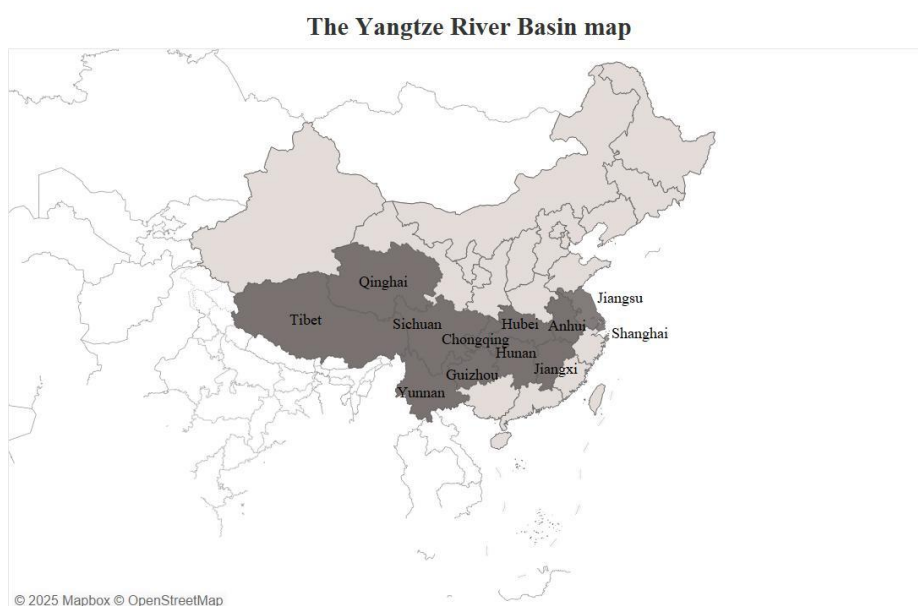 The Yangtze River Basin map
Qinghai
Jiangsu
Tibet
Sichuan
Hubei
Anhui
Shanghai
Chongqing
Hunan
Jiangxi
Guizhou
Yunnan
© 2025 Mapbox © OpenStreetMap